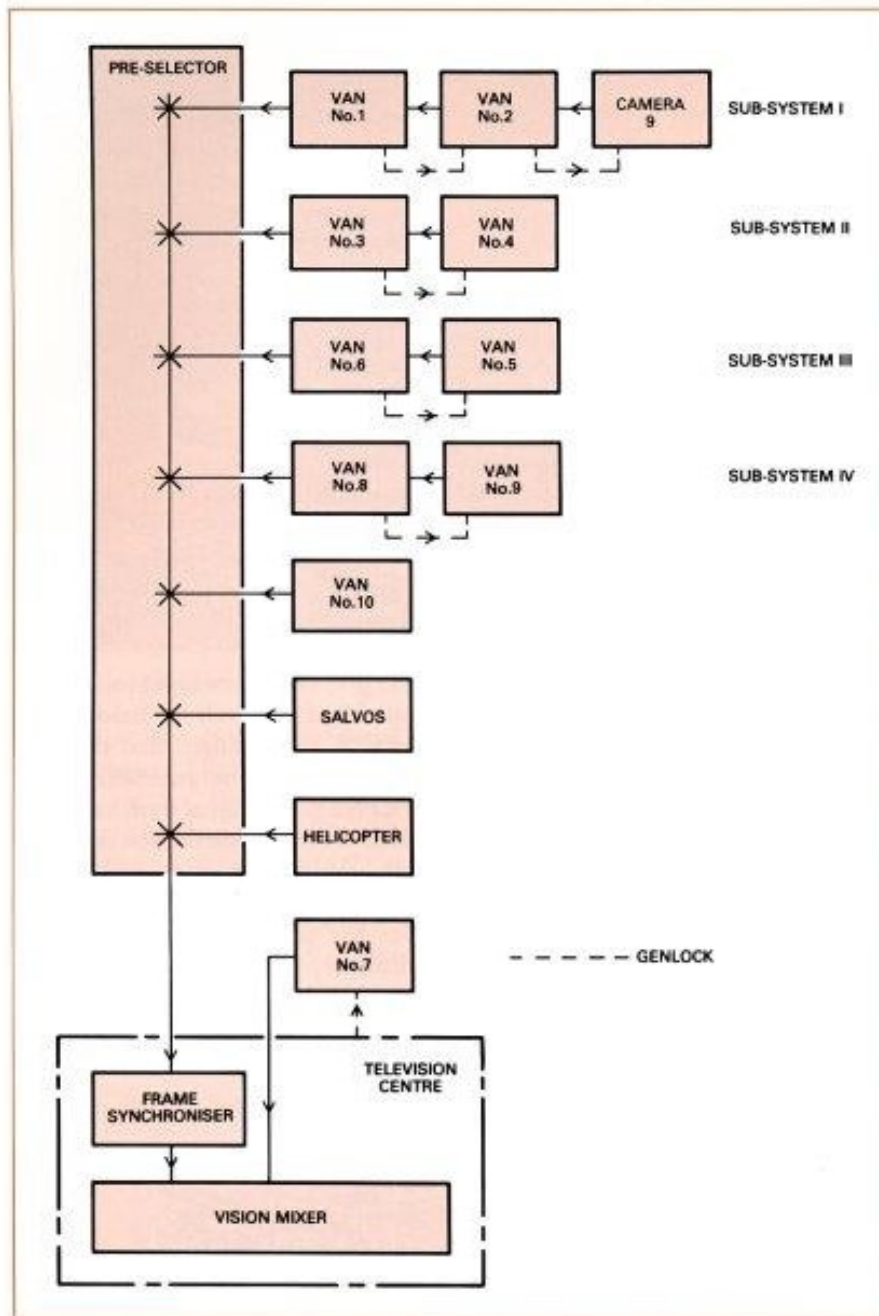 PRE-SELECTOR
VAN
No.1
VAN
No.2
CAMERA
9
SUB-SYSTEM I
VAN
No.3
VAN
No.4
SUB-SYSTEM II
VAN
No.6
VAN
No.5
SUB-SYSTEM III
VAN
No.8
VAN
No.9
SUB-SYSTEM IV
VAN
No.10
SALVOS
HELICOPTER
VAN
No.7
GENLOCK
TELEVISION
CENTRE
FRAME
SYNCHRONISER
VISION MIXER